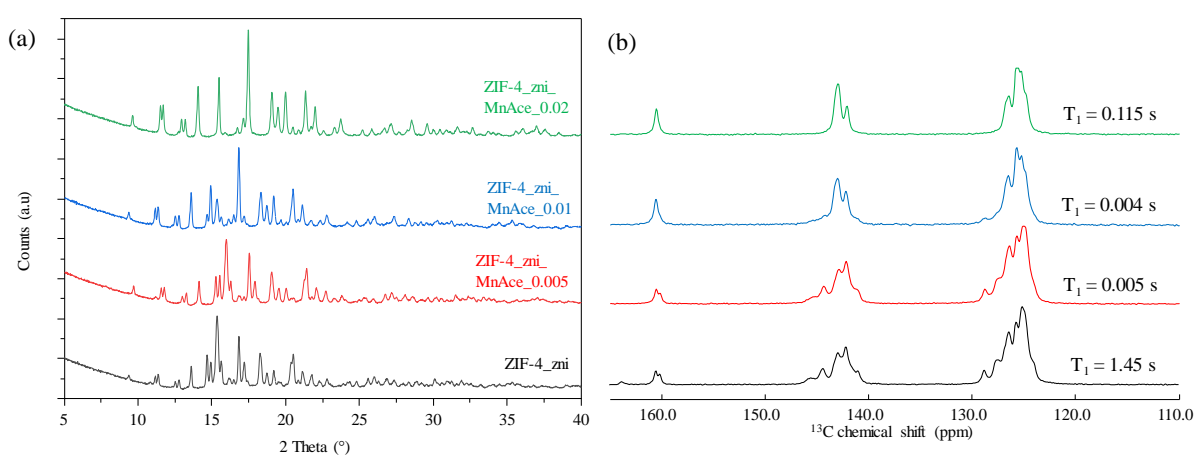 (a)
ZIF-4_zni_
MnAce_0.02
ZIF-4_zni_
MnAce_0.01
ZIF-4_zni_
MnAce_0.005
ZIF-4_zni
Counts (a.u)
5 10 15 20 25 30 35 40
2 Theta (°)
(b)
T₁ = 0.115 s
T₁ = 0.004 s
T₁ = 0.005 s
T₁ = 1.45 s
160.0 150.0 140.0 130.0 120.0 110.0
¹³C chemical shift (ppm)